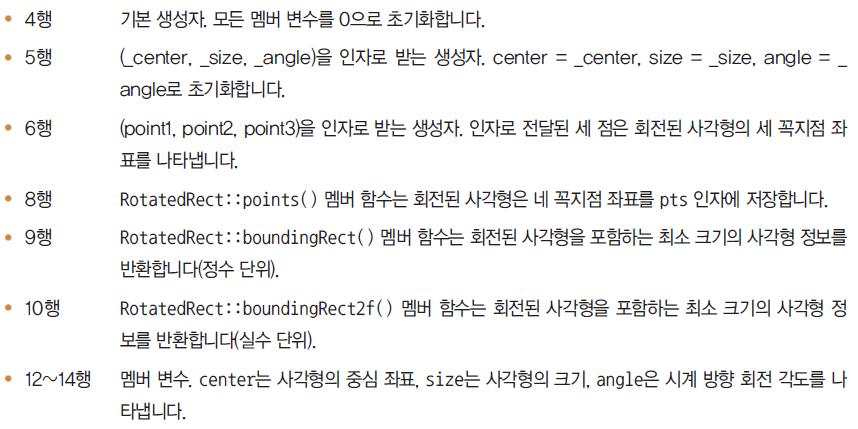 • 4행 기본 생성자. 모든 멤버 변수를 0으로 초기화합니다.
• 5행 (_center, _size, _angle)을 인자로 받는 생성자. center = _center, size = _size, angle = _
angle로 초기화합니다.
• 6행 (point1, point2, point3)을 인자로 받는 생성자. 인자로 전달된 세 점은 회전된 사각형의 세 꼭지점 좌
표를 나타냅니다.
• 8행 RotatedRect::points() 멤버 함수는 회전된 사각형은 네 꼭지점 좌표를 pts 인자에 저장합니다.
• 9행 RotatedRect::boundingRect() 멤버 함수는 회전된 사각형을 포함하는 최소 크기의 사각형 정보를
반환합니다(정수 단위).
• 10행 RotatedRect::boundingRect2f() 멤버 함수는 회전된 사각형을 포함하는 최소 크기의 사각형 정
보를 반환합니다(실수 단위).
• 12~14행 멤버 변수. center는 사각형의 중심 좌표, size는 사각형의 크기, angle은 시계 방향 회전 각도를 나
타냅니다.